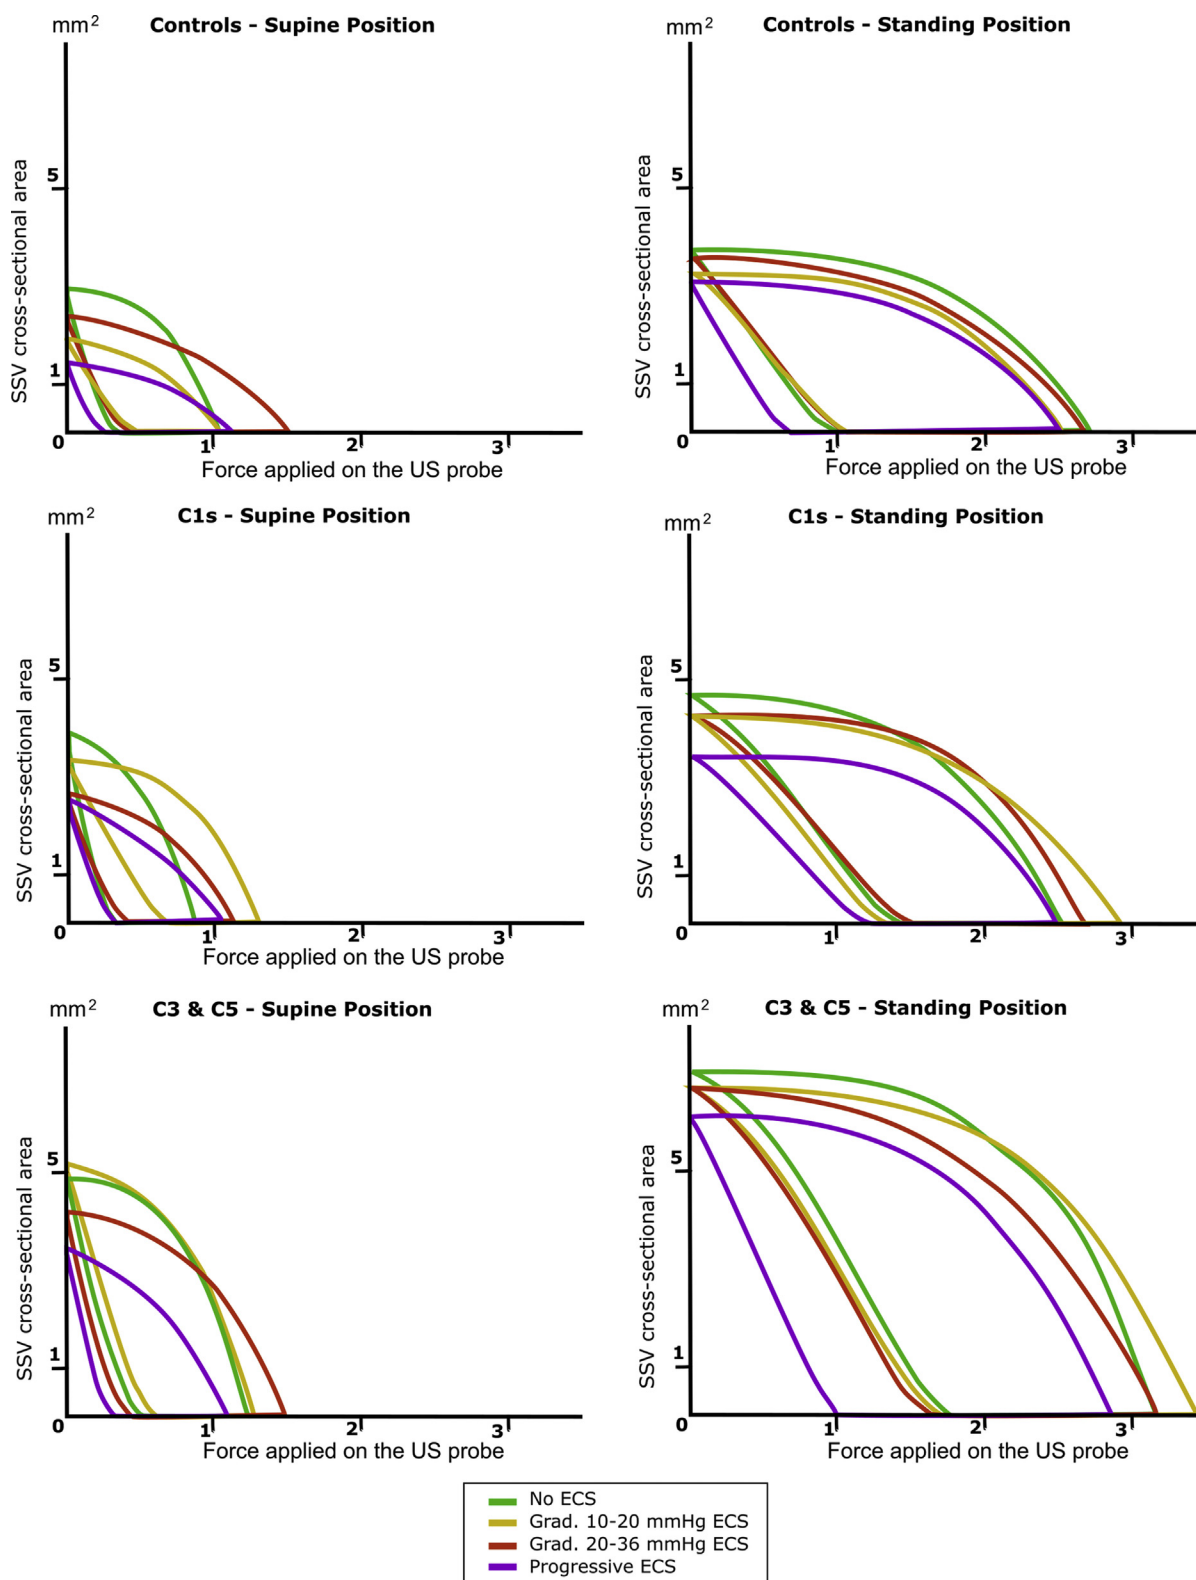 Controls - Supine Position
mm2
SSV cross-sectional area
5
1
0
1
2
3
Force applied on the US probe
Controls - Standing Position
mm2
SSV cross-sectional area
5
1
0
1
2
3
Force applied on the US probe
C1s - Supine Position
mm2
SSV cross-sectional area
5
1
0
1
2
3
Force applied on the US probe
C1s - Standing Position
mm2
SSV cross-sectional area
5
1
0
1
2
3
Force applied on the US probe
C3 & C5 - Supine Position
mm2
SSV cross-sectional area
5
1
0
1
2
3
Force applied on the US probe
C3 & C5 - Standing Position
mm2
SSV cross-sectional area
5
1
0
1
2
3
Force applied on the US probe
No ECS
Grad. 10-20 mmHg ECS
Grad. 20-36 mmHg ECS
Progressive ECS